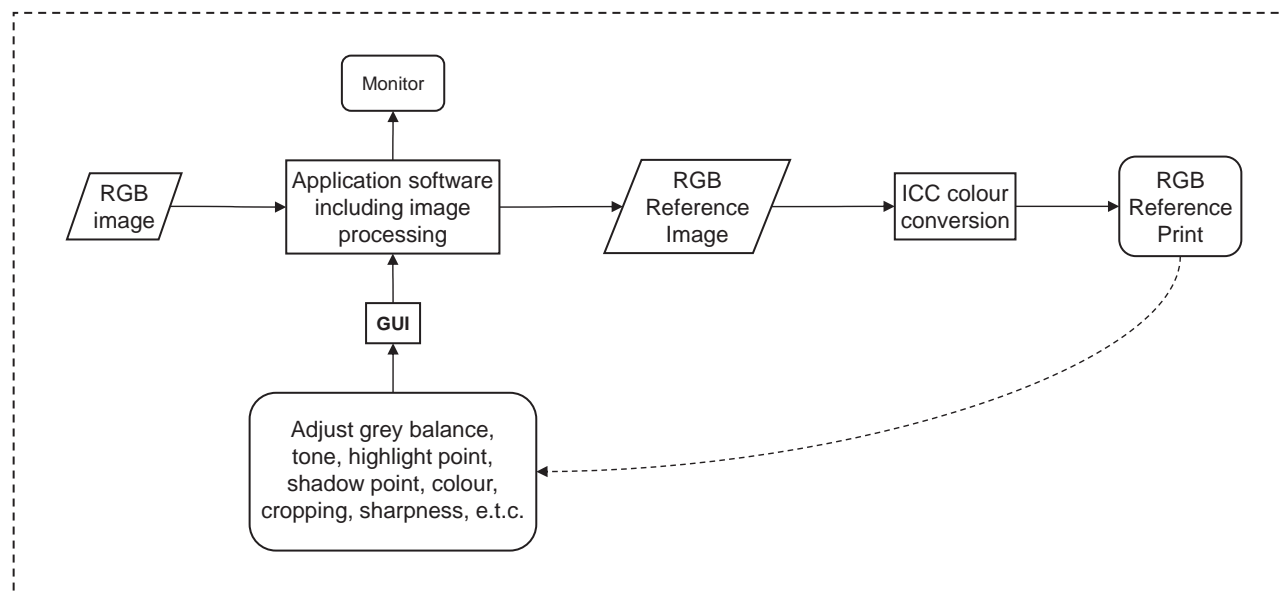 Monitor
RGB
image
Application software
including image
processing
RGB
Reference
Image
ICC colour
conversion
RGB
Reference
Print
GUI
Adjust grey balance,
tone, highlight point,
shadow point, colour,
cropping, sharpness, e.t.c.